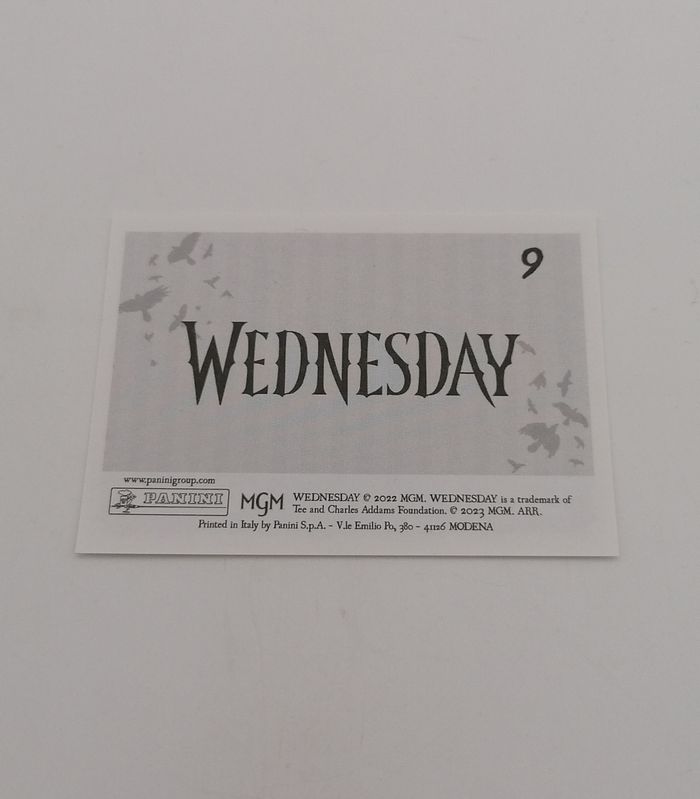 9
WEDNESDAY
www.paninigroup.com
PANINI
MGM
WEDNESDAY © 2022 MGM. WEDNESDAY is a trademark of
Tee and Charles Addams Foundation. © 2023 MGM. ARR.
Printed in Italy by Panini S.p.A. - V.le Emilio Po, 380 - 41126 MODENA